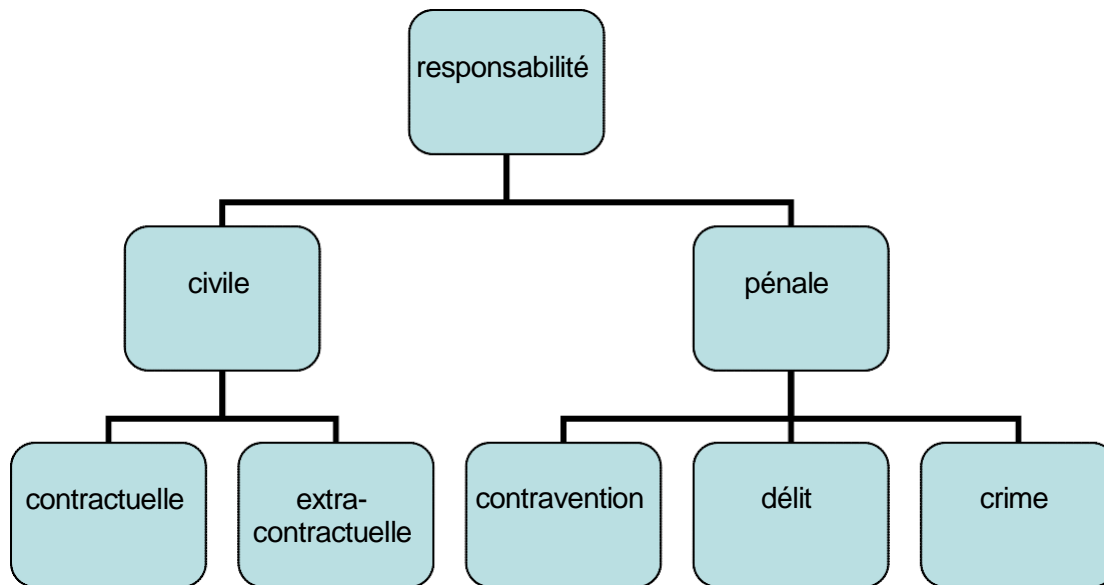 responsabilité
civile
pénale
contractuelle
extra-
contractuelle
contravention
délit
crime